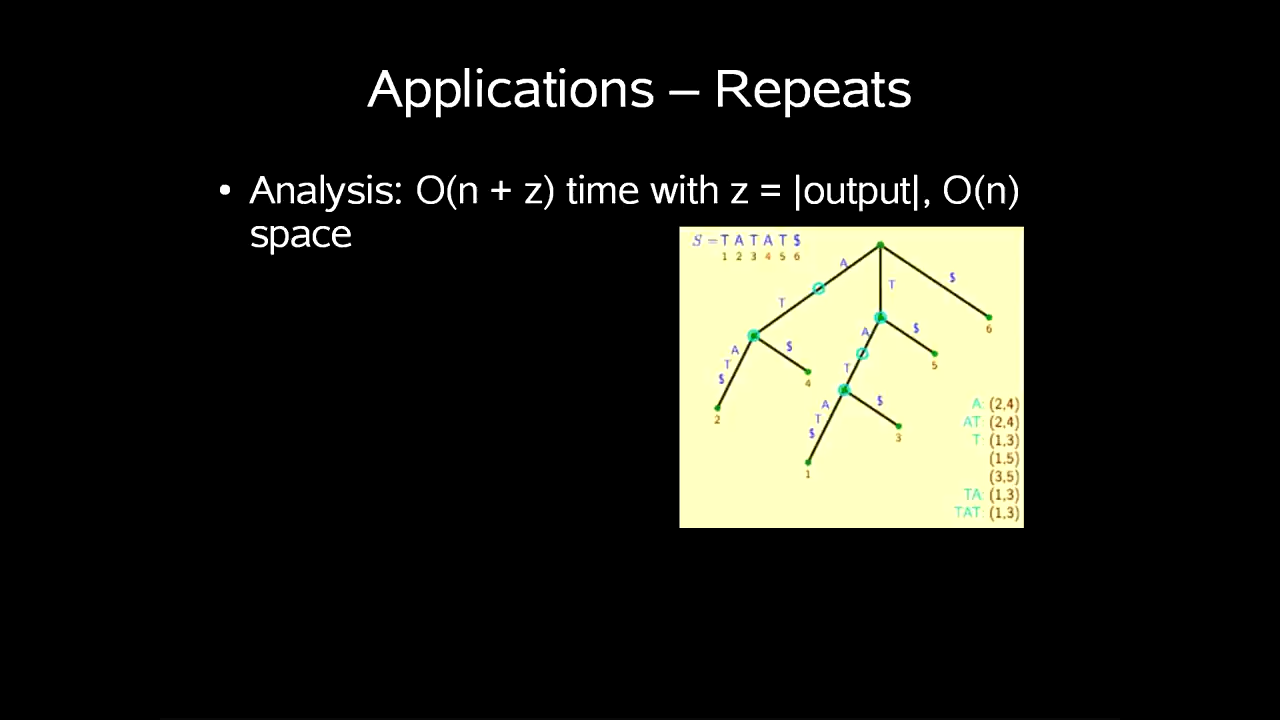 Applications – Repeats
• Analysis: O(n + z) time with z = |output|, O(n)
space
S = T A T A T $
1 2 3 4 5 6
A
T
$
T
A
$
6
A
T
$
$
4
T
$
5
2
A
T
$
$
3
1
A: (2,4)
AT: (2,4)
T: (1,3)
(1,5)
(3,5)
TA: (1,3)
TAT: (1,3)